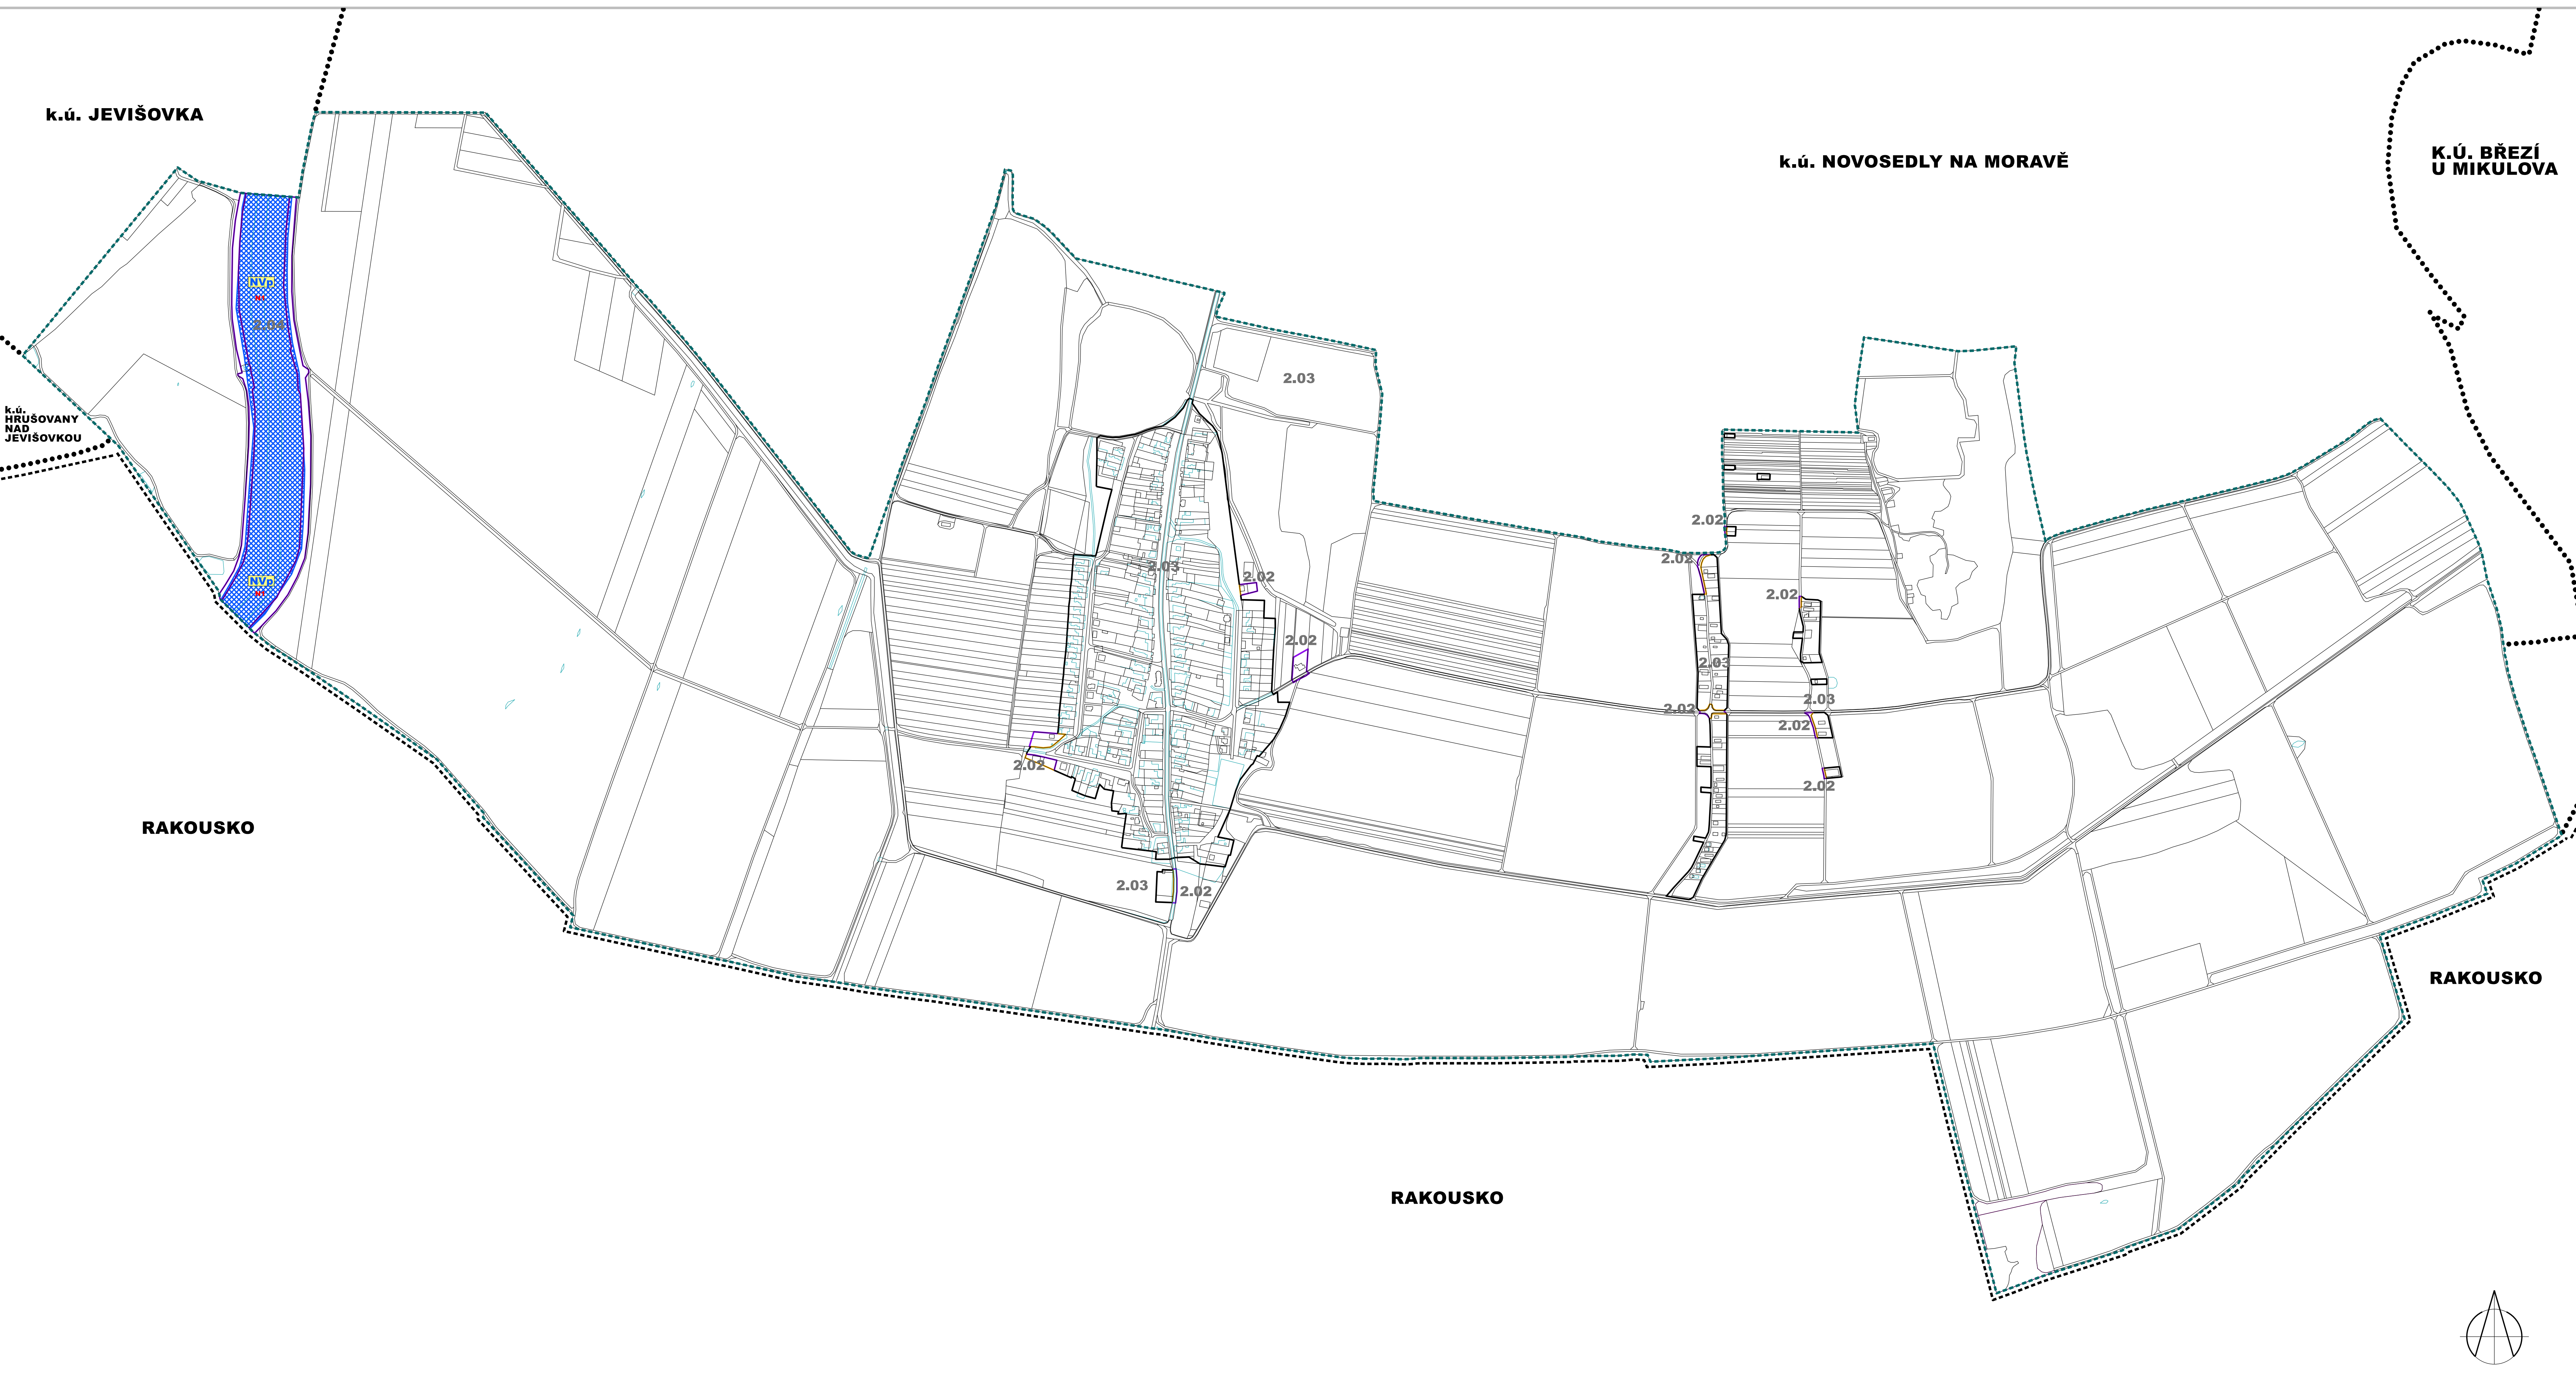 k.ú. JEVIŠOVKA
k.ú. NOVOSEDLY NA MORAVĚ
K.Ú. BŘEZÍ
U MIKULOVA
NVp
2.04
2.03
k.ú.
HRUŠOVANY
NAD
JEVIŠOVKOU
2.02
2.02
2.03
2.02
NVp
2.02
2.02
2.03
2.03
2.02
2.02
2.02
2.02
RAKOUSKO
2.03
2.02
RAKOUSKO
RAKOUSKO